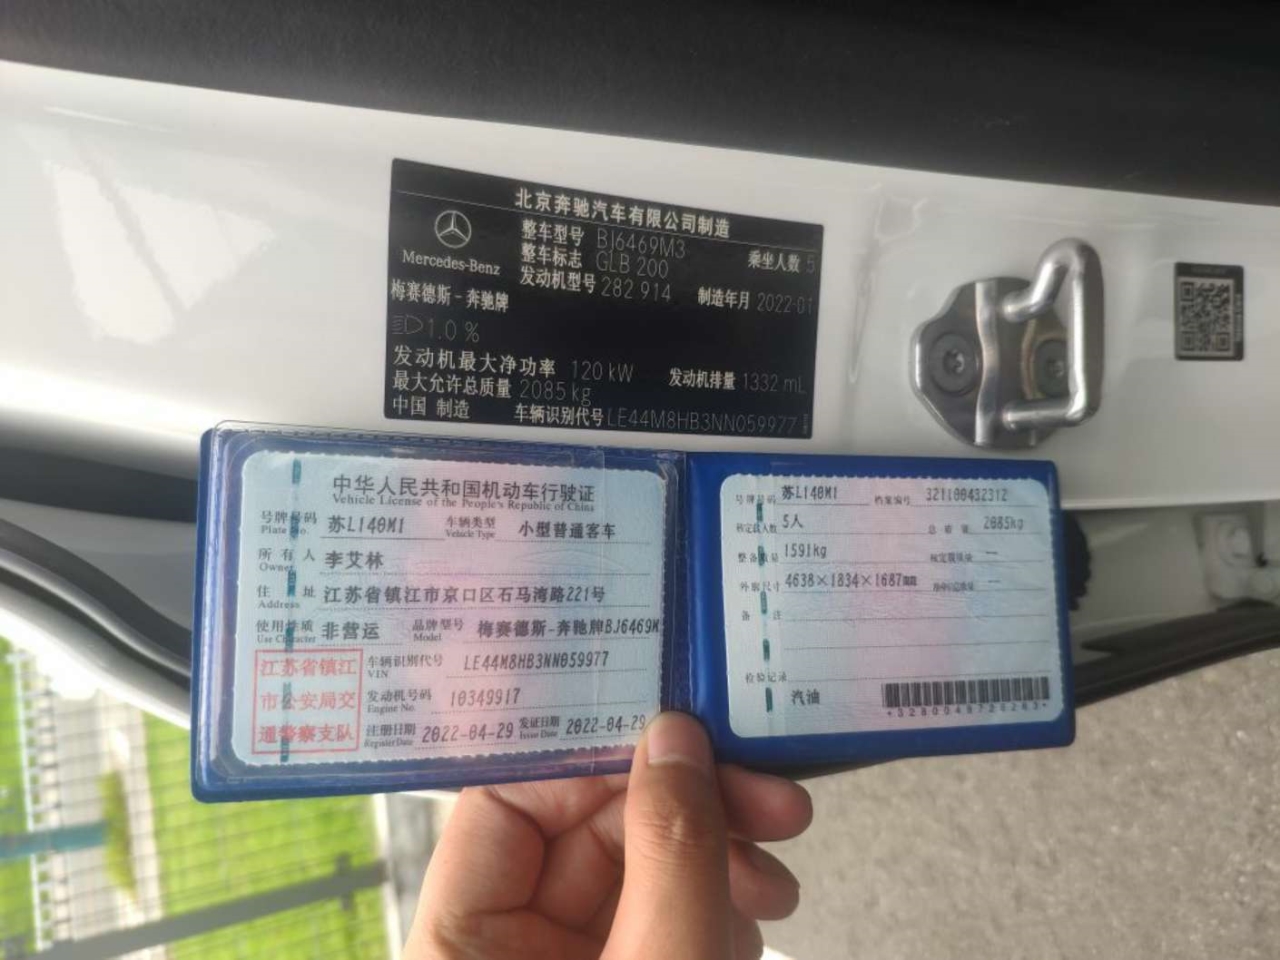 北京奔驰汽车有限公司制造
整车型号 BJ6469M3
整车标志 GLB 200 乘坐人数 5
发动机型号 282 914 制造年月 2022-01
Mercedes-Benz
梅赛德斯－奔驰牌
1.0 %
发动机最大净功率 120 kW 发动机排量 1332 mL
最大允许总质量 2085 kg
中国 制造 车辆识别代号 LE44M8HB3NN059977
中华人民共和国机动车行驶证
Vehicle License of the People's Republic of China
号牌号码 苏L140M1 车辆类型 小型普通客车
Plate No. Vehicle Type
所有人 李艾林
Owner
住址 江苏省镇江市京口区石马湾路221号
Address
使用性质 非营运 品牌型号 梅赛德斯-奔驰牌BJ6469M
Use Character Model
江苏省镇江
市公安局交
通警察支队
车辆识别代号 LE44M8HB3NN059977
VIN
发动机号码 10349917
Engine No.
注册日期 2022-04-29 发证日期 2022-04-29
Register Date Issue Date
号牌号码 苏L140M1 档案编号 321100432312
核定载人数 5人 总质量 2085kg
整备质量 1591kg 核定载质量 —
外廓尺寸 4638×1834×1687 —
备注
检验记录
汽油